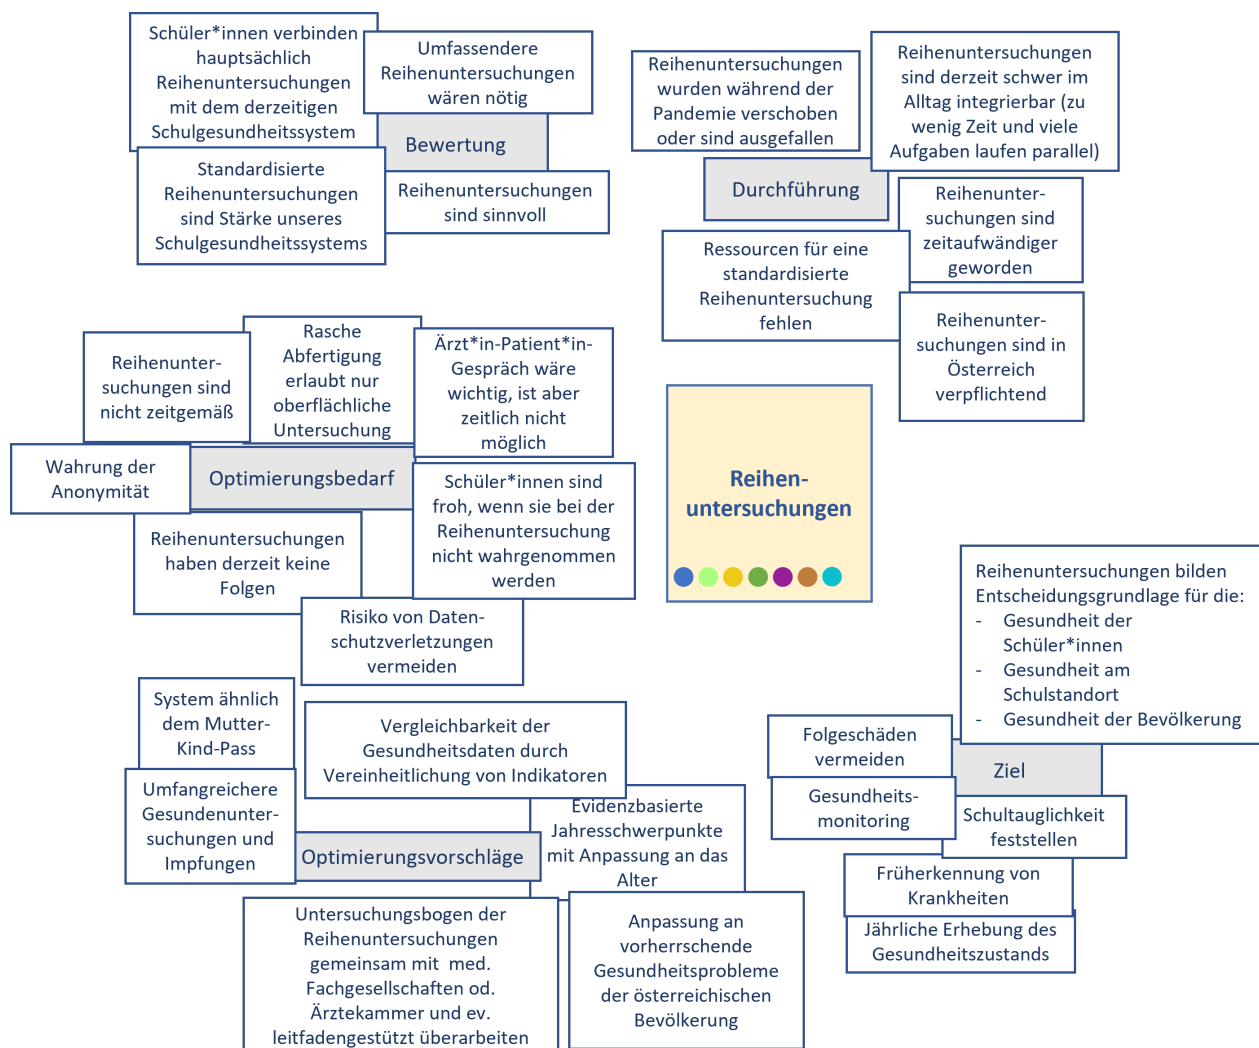 Schüler*innen verbinden
hauptsächlich
Reihenuntersuchungen
mit dem derzeitigen
Schulgesundheitssystem
Umfassendere
Reihenuntersuchungen
wären nötig
Bewertung
Standardisierte
Reihenuntersuchungen
sind Stärke unseres
Schulgesundheitssystems
Reihenuntersuchungen
sind sinnvoll
Reihenuntersuchungen
wurden während der
Pandemie verschoben
oder sind ausgefallen
Reihenuntersuchungen
sind derzeit schwer im
Alltag integrierbar (zu
wenig Zeit und viele
Aufgaben laufen parallel)
Durchführung
Reihenunter-
suchungen sind
zeitaufwändiger
geworden
Ressourcen für eine
standardisierte
Reihenuntersuchung
fehlen
Reihenunter-
suchungen sind in
Österreich
verpflichtend
Reihenunter-
suchungen sind
nicht zeitgemäß
Rasche
Abfertigung
erlaubt nur
oberflächliche
Untersuchung
Ärzt*in-Patient*in-
Gespräch wäre
wichtig, ist aber
zeitlich nicht
möglich
Wahrung der
Anonymität
Optimierungsbedarf
Schüler*innen sind
froh, wenn sie bei der
Reihenuntersuchung
nicht wahrgenommen
werden
Reihenuntersuchungen
haben derzeit keine
Folgen
Risiko von Daten-
schutzverletzungen
vermeiden
Reihen-
untersuchungen
Reihenuntersuchungen bilden
Entscheidungsgrundlage für die:
- Gesundheit der
Schüler*innen
- Gesundheit am
Schulstandort
- Gesundheit der Bevölkerung
Folgeschäden
vermeiden
Ziel
Gesundheits-
monitoring
Schultauglichkeit
feststellen
Früherkennung von
Krankheiten
Jährliche Erhebung des
Gesundheitszustands
System ähnlich
dem Mutter-
Kind-Pass
Vergleichbarkeit der
Gesundheitsdaten durch
Vereinheitlichung von Indikatoren
Umfangreichere
Gesundenunter-
suchungen und
Impfungen
Optimierungsvorschläge
Evidenzbasierte
Jahresschwerpunkte
mit Anpassung an das
Alter
Untersuchungsbogen der
Reihenuntersuchungen
gemeinsam mit med.
Fachgesellschaften od.
Ärztekammer und ev.
leitfadengestützt überarbeiten
Anpassung an
vorherrschende
Gesundheitsprobleme
der österreichischen
Bevölkerung